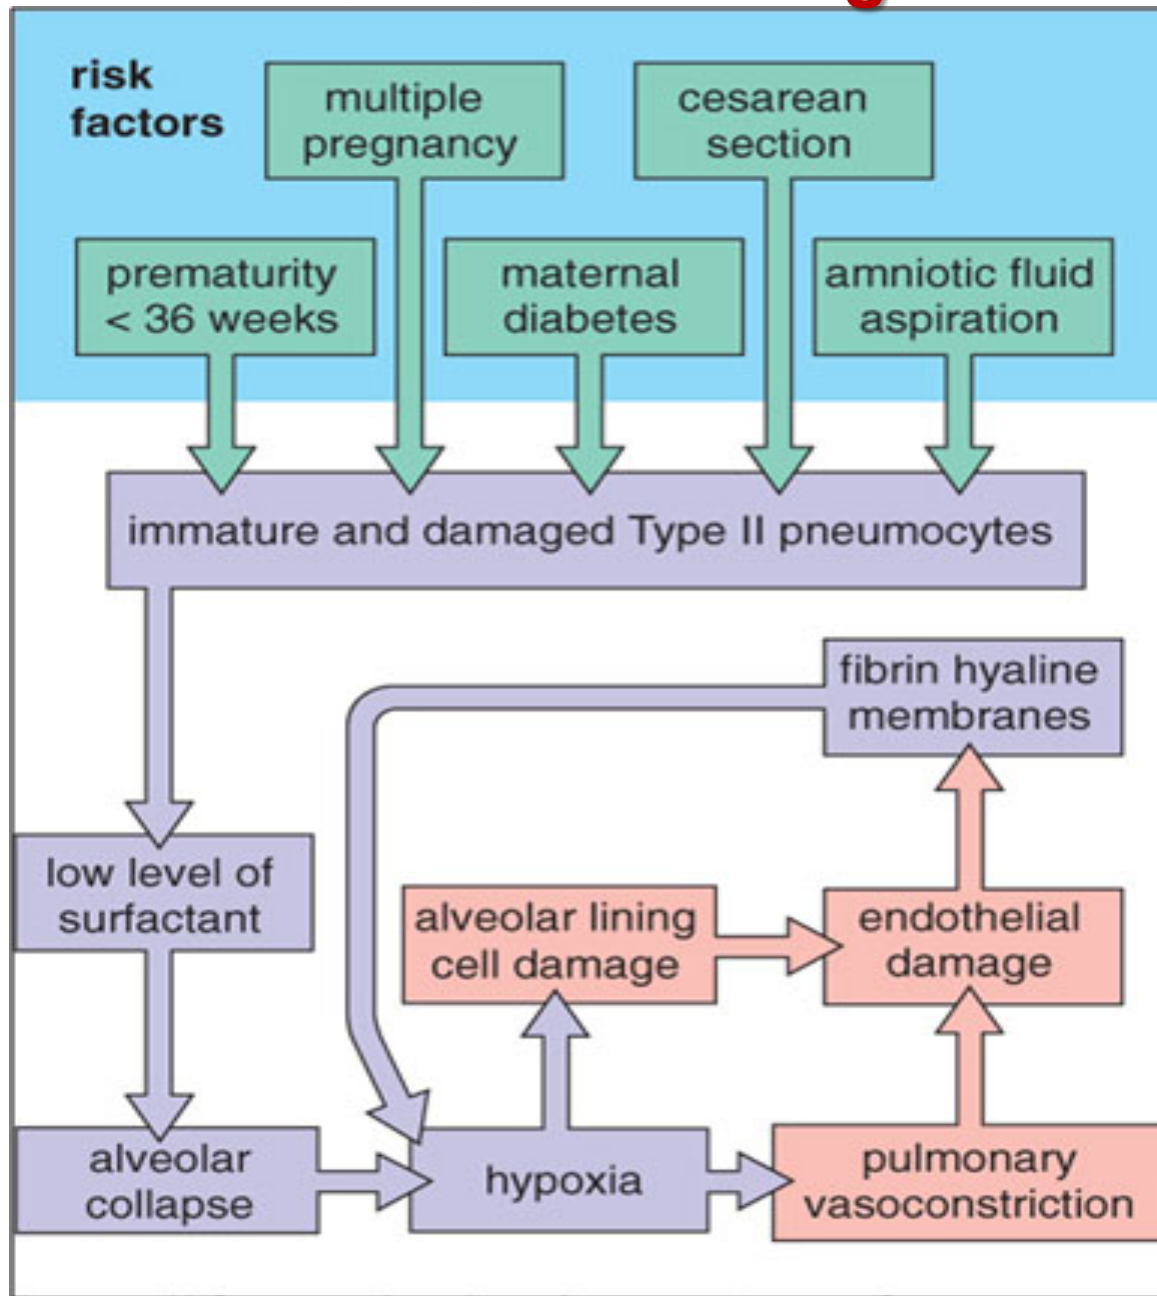 risk
factors
multiple
pregnancy
cesarean
section
prematurity
< 36 weeks
maternal
diabetes
amniotic fluid
aspiration
immature and damaged Type II pneumocytes
fibrin hyaline
membranes
low level of
surfactant
alveolar lining
cell damage
endothelial
damage
alveolar
collapse
hypoxia
pulmonary
vasoconstriction